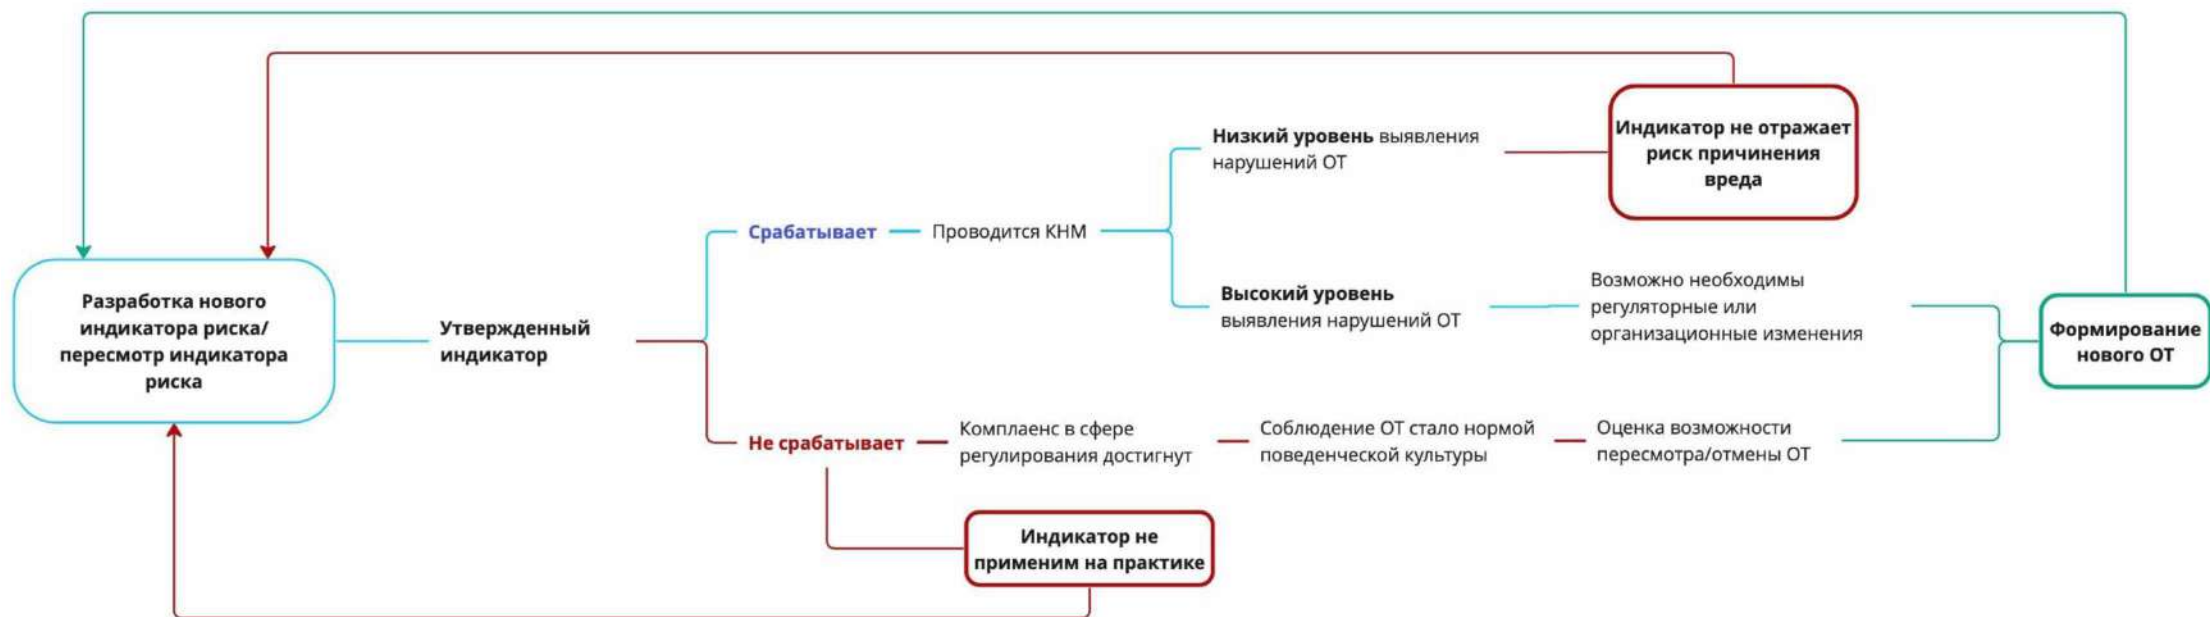 Индикатор не отражает
риск причинения
вреда
Низкий уровень выявления
нарушений ОТ
Срабатывает
Проводится КНМ
Высокий уровень
выявления нарушений ОТ
Возможно необходимы
регуляторные или
организационные изменения
Разработка нового
индикатора риска/
пересмотр индикатора
риска
Утвержденный
индикатор
Формирование
нового ОТ
Не срабатывает
Комплаенс в сфере
регулирования достигнут
Соблюдение ОТ стало нормой
поведенческой культуры
Оценка возможности
пересмотра/отмены ОТ
Индикатор не
применим на практике